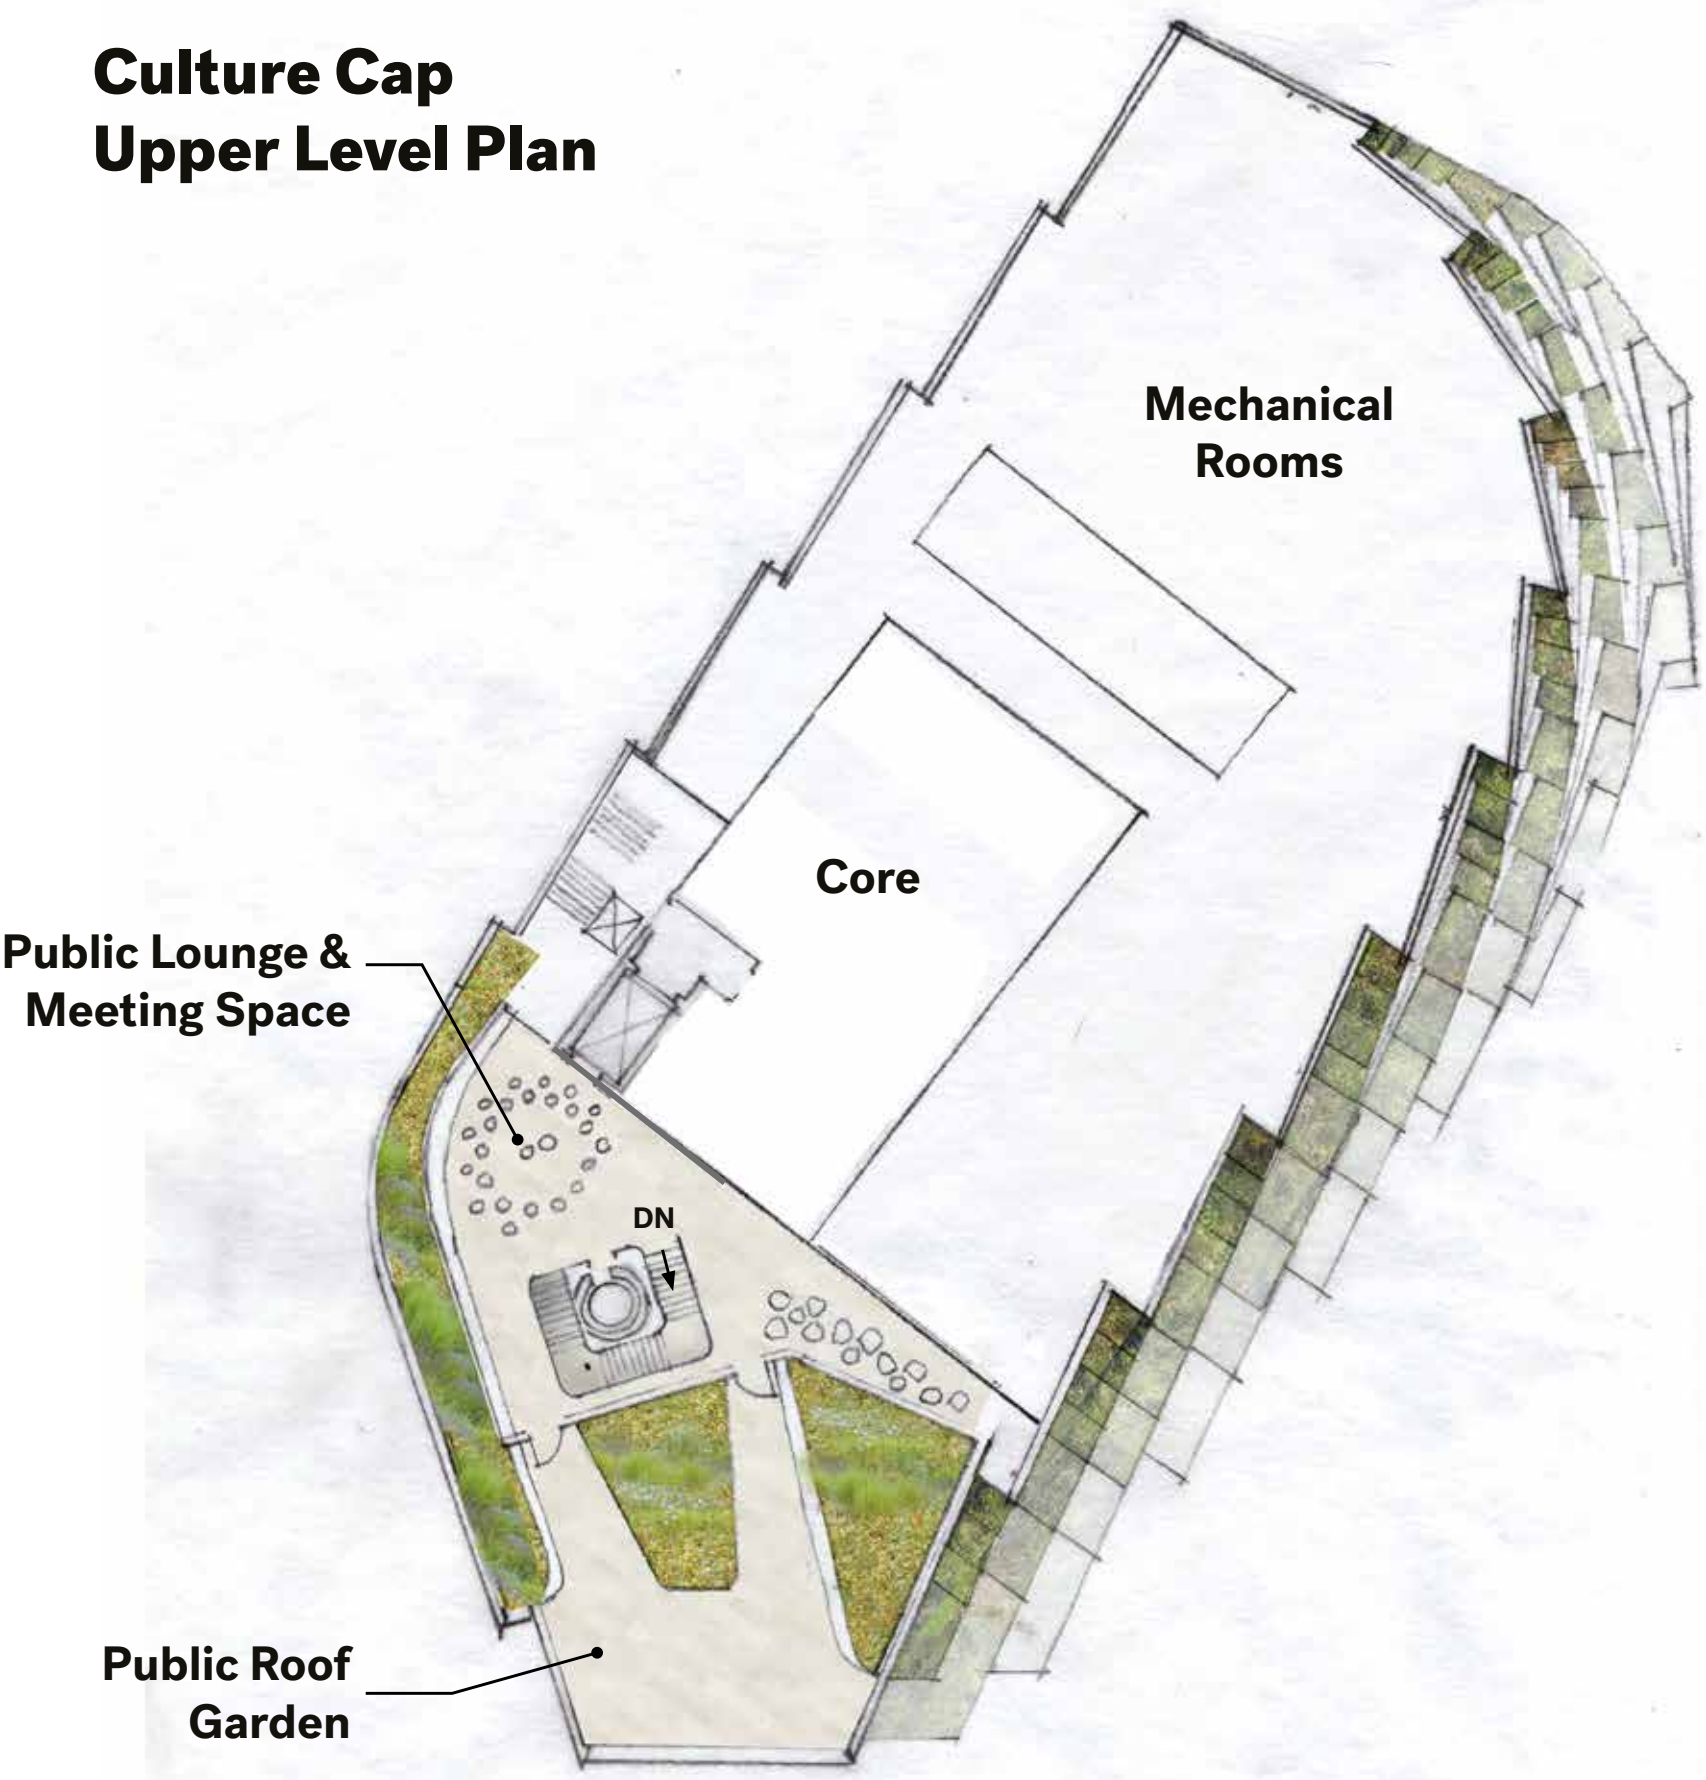 Culture Cap
Upper Level Plan
Mechanical
Rooms
Core
Public Lounge &
Meeting Space
DN
Public Roof
Garden